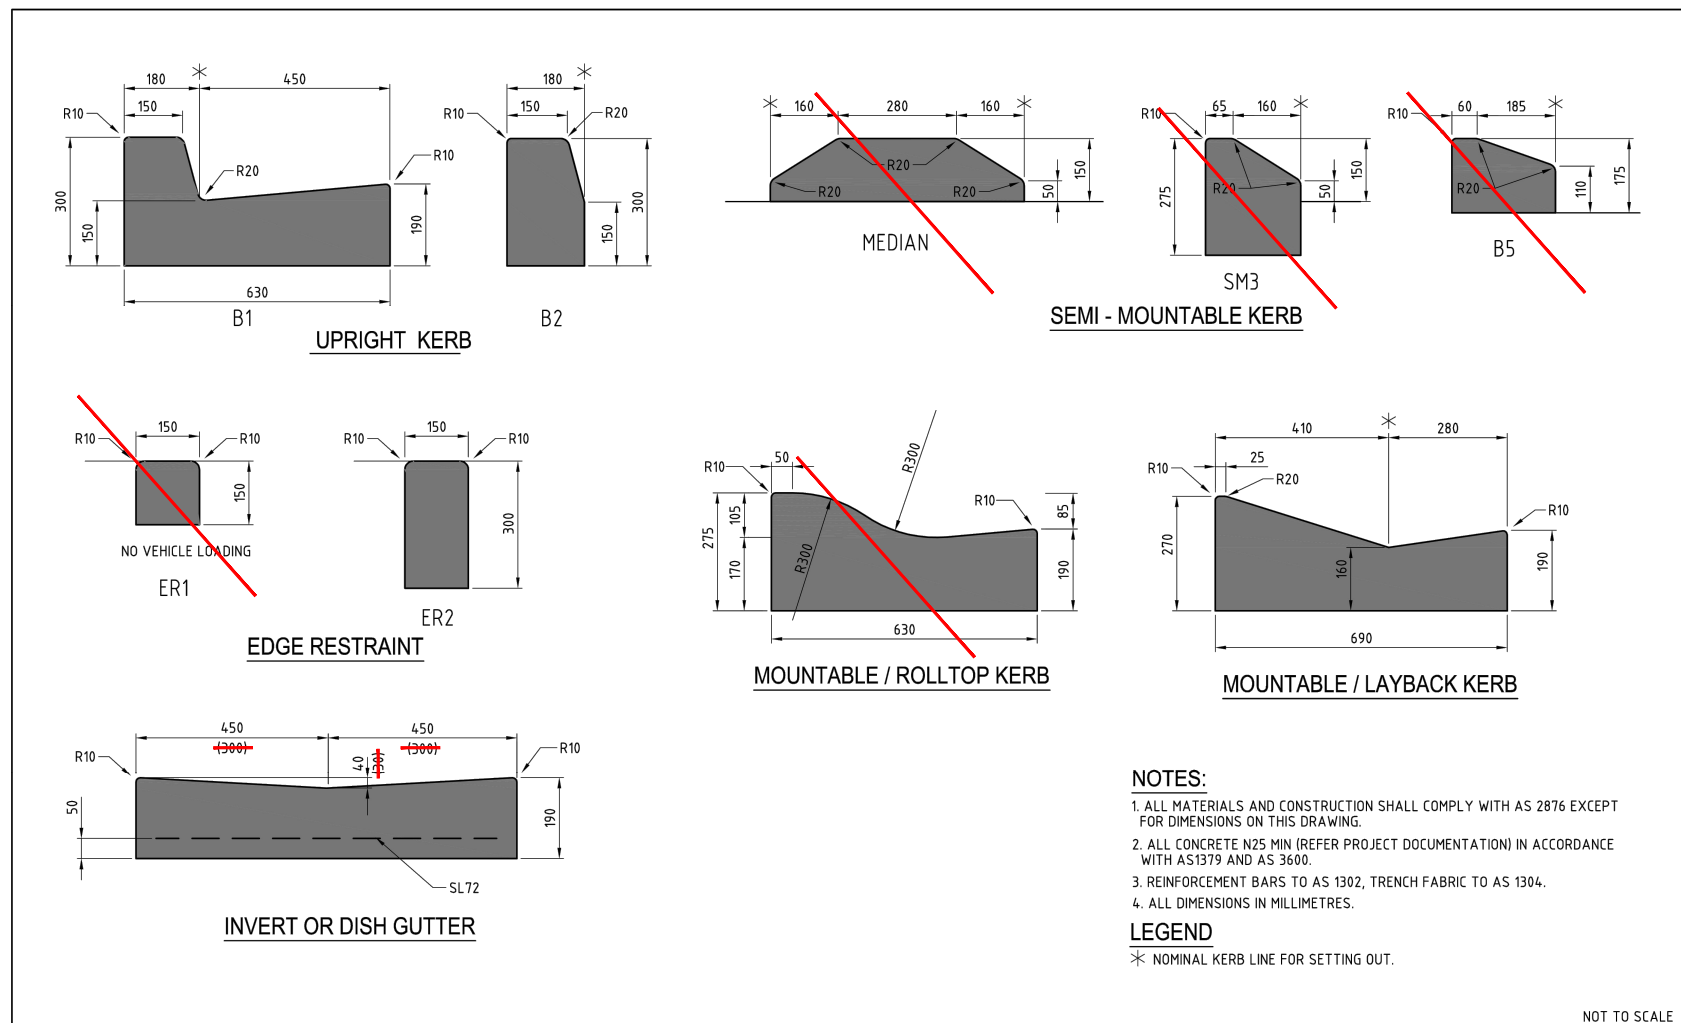 180
450
150
R10
R20
R10
300
150
190
630
B1
180
150
R10
R20
300
150
B2
UPRIGHT KERB
160
280
160
R20
R20
R20
50
150
MEDIAN
R10
65
160
R20
275
50
150
SM3
R10
60
185
R20
110
175
B5
SEMI - MOUNTABLE KERB
R10
150
R10
150
NO VEHICLE LOADING
ER1
R10
150
R10
300
ER2
EDGE RESTRAINT
R10
50
R300
R10
275
105
170
R300
85
190
630
MOUNTABLE / ROLLTOP KERB
410
280
R10
25
R20
R10
270
160
190
690
MOUNTABLE / LAYBACK KERB
450
450
(300)
(300)
R10
40
(30)
R10
50
190
SL72
INVERT OR DISH GUTTER
NOTES:
1. ALL MATERIALS AND CONSTRUCTION SHALL COMPLY WITH AS 2876 EXCEPT
FOR DIMENSIONS ON THIS DRAWING.
2. ALL CONCRETE N25 MIN (REFER PROJECT DOCUMENTATION) IN ACCORDANCE
WITH AS1379 AND AS 3600.
3. REINFORCEMENT BARS TO AS 1302, TRENCH FABRIC TO AS 1304.
4. ALL DIMENSIONS IN MILLIMETRES.
LEGEND
NOMINAL KERB LINE FOR SETTING OUT.
NOT TO SCALE